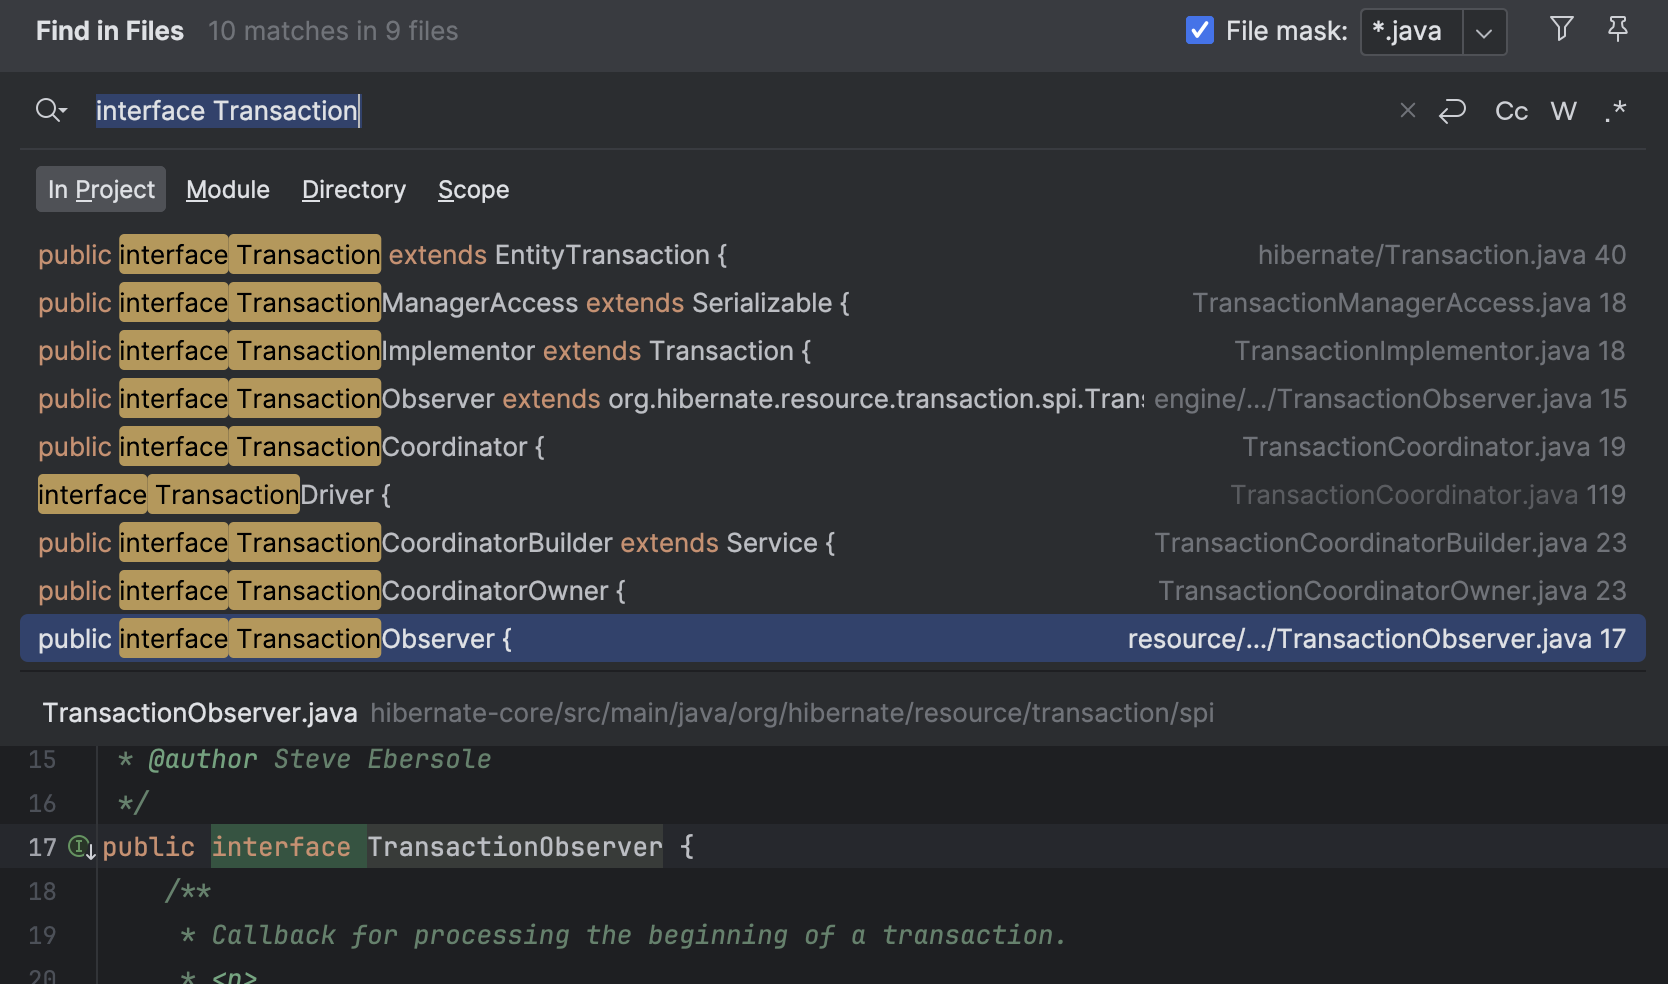 Find in Files 10 matches in 9 files File mask: *.java
interface Transaction Cc W .*
In Project Module Directory Scope
public interface Transaction extends EntityTransaction { hibernate/Transaction.java 40
public interface TransactionManagerAccess extends Serializable { TransactionManagerAccess.java 18
public interface TransactionImplementor extends Transaction { TransactionImplementor.java 18
public interface TransactionObserver extends org.hibernate.resource.transaction.spi.Trans engine/.../TransactionObserver.java 15
public interface TransactionCoordinator { TransactionCoordinator.java 19
interface TransactionDriver { TransactionCoordinator.java 119
public interface TransactionCoordinatorBuilder extends Service { TransactionCoordinatorBuilder.java 23
public interface TransactionCoordinatorOwner { TransactionCoordinatorOwner.java 23
public interface TransactionObserver { resource/.../TransactionObserver.java 17
TransactionObserver.java hibernate-core/src/main/java/org/hibernate/resource/transaction/spi
15 * @author Steve Ebersole
16 */
17 public interface TransactionObserver {
18 /**
19 * Callback for processing the beginning of a transaction.
20 * <p>